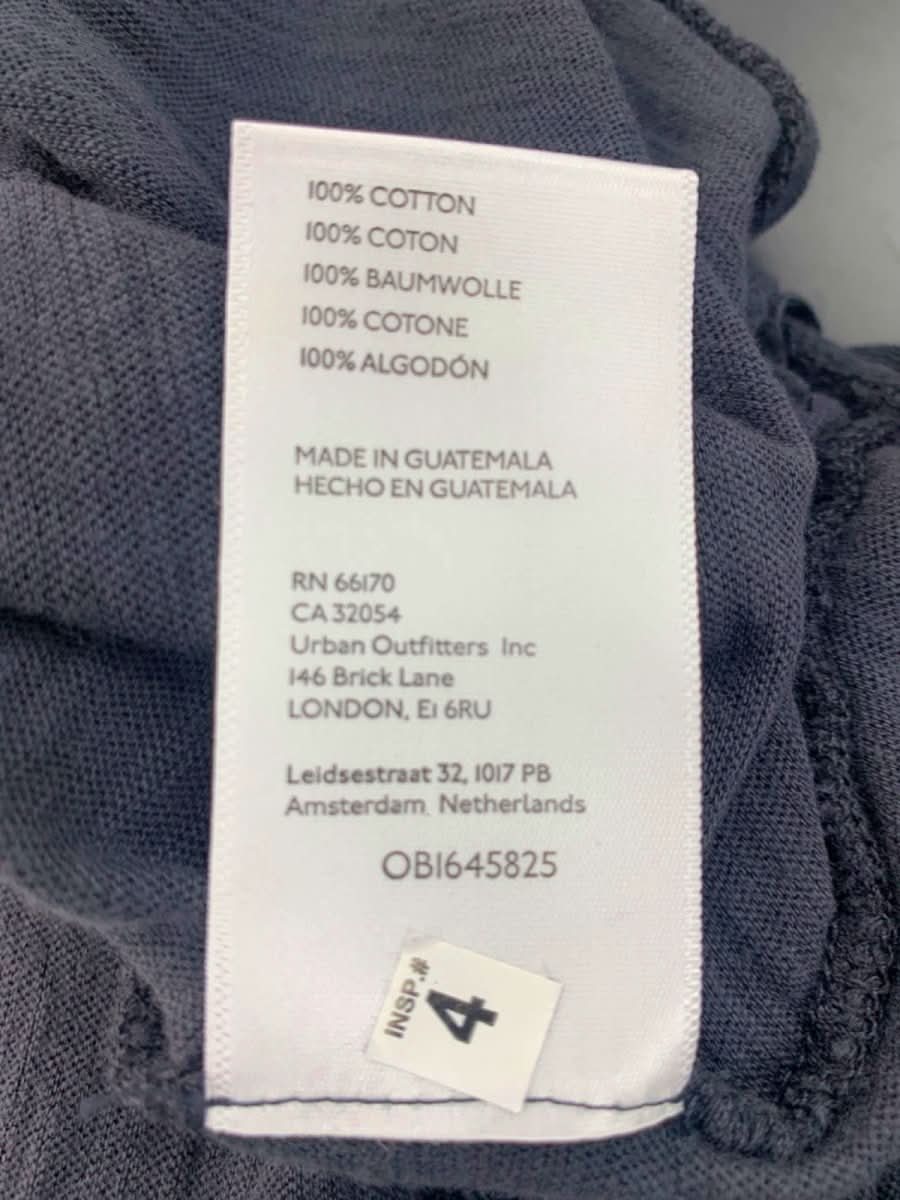 100% COTTON
100% COTON
100% BAUMWOLLE
100% COTONE
100% ALGODÓN
MADE IN GUATEMALA
HECHO EN GUATEMALA
RN 66170
CA 32054
Urban Outfitters Inc
146 Brick Lane
LONDON, E1 6RU
Leidsestraat 32, 1017 PB
Amsterdam, Netherlands
OB1645825
INSP.#
4